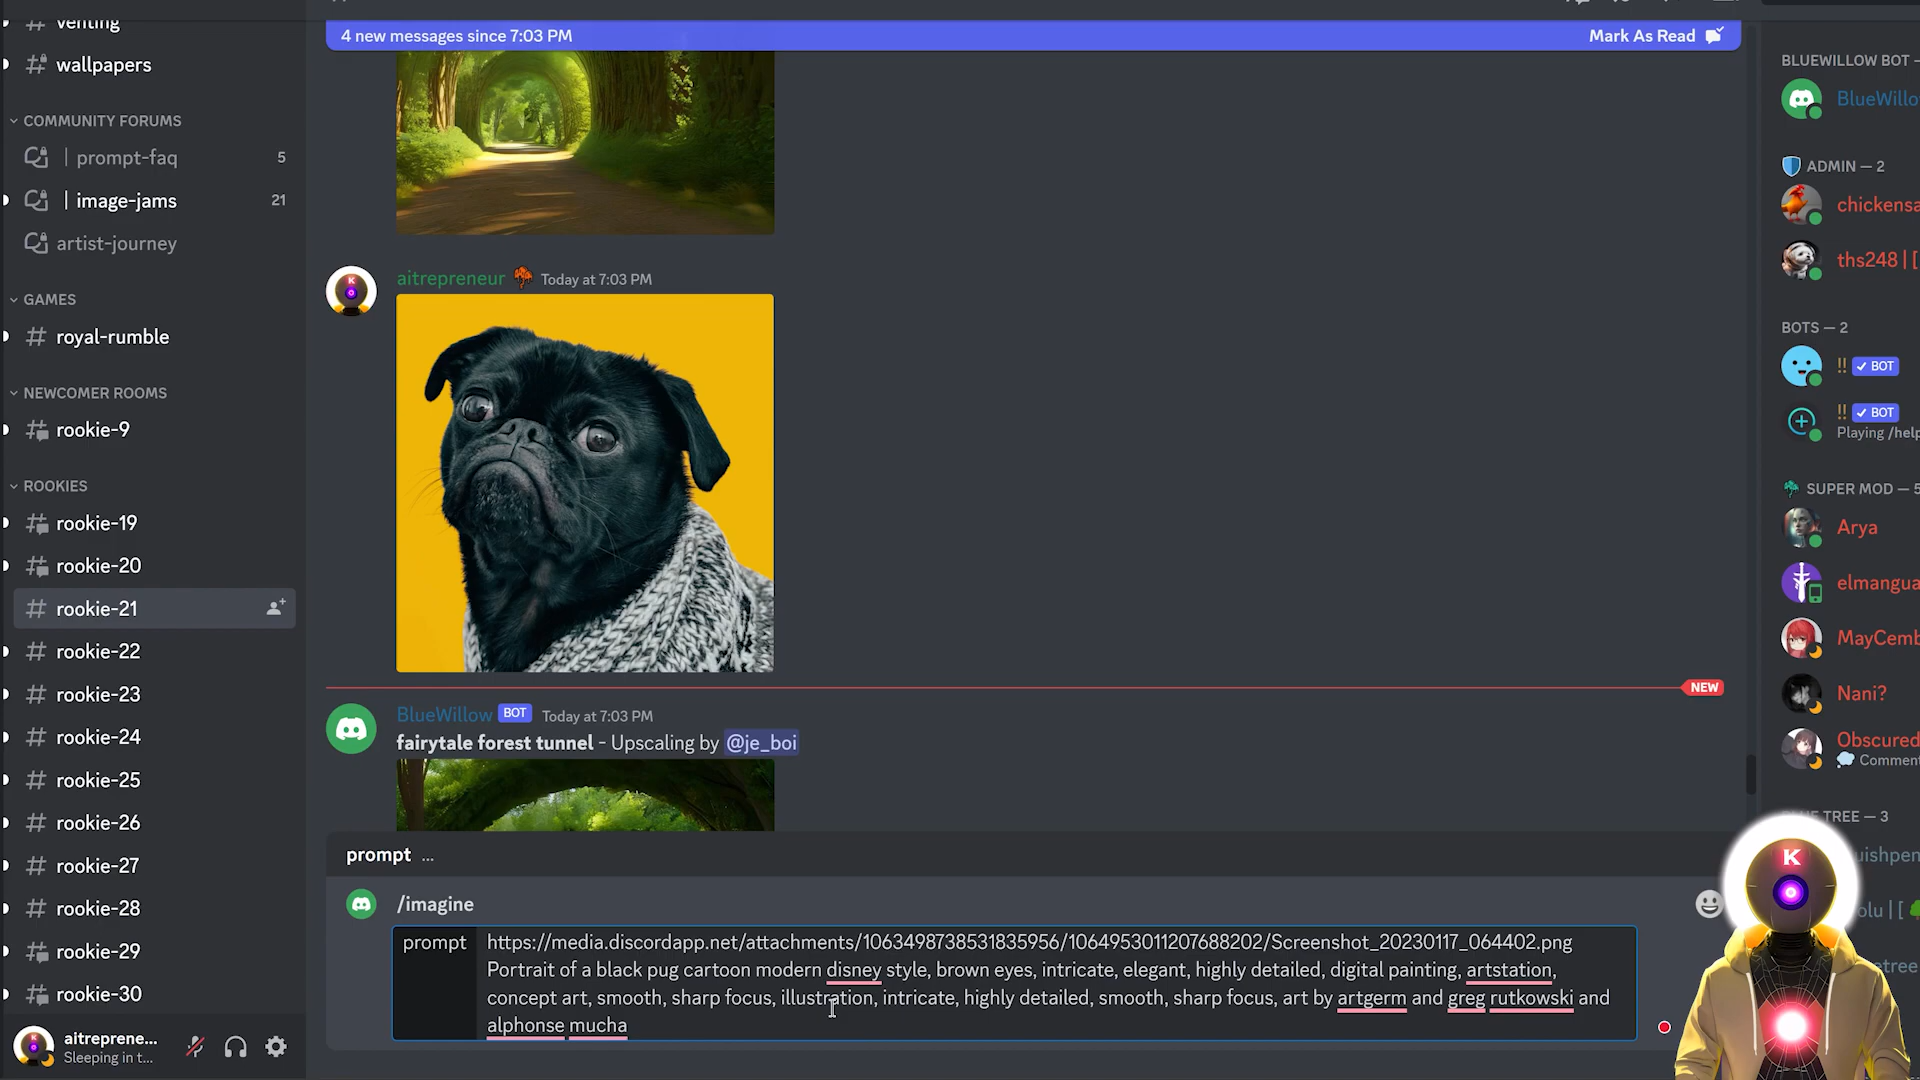 venting
wallpapers
COMMUNITY FORUMS
prompt-faq 5
image-jams 21
artist-journey
GAMES
royal-rumble
NEWCOMER ROOMS
rookie-9
ROOKIES
rookie-19
rookie-20
rookie-21
rookie-22
rookie-23
rookie-24
rookie-25
rookie-26
rookie-27
rookie-28
rookie-29
rookie-30
aitreprene...
Sleeping in t...
4 new messages since 7:03 PM Mark As Read
aitrepreneur Today at 7:03 PM
NEW
BlueWillow BOT Today at 7:03 PM
fairytale forest tunnel - Upscaling by @je_boi
prompt ...
/imagine
prompt https://media.discordapp.net/attachments/1063498738531835956/1064953011207688202/Screenshot_20230117_064402.png
Portrait of a black pug cartoon modern disney style, brown eyes, intricate, elegant, highly detailed, digital painting, artstation,
concept art, smooth, sharp focus, illustration, intricate, highly detailed, smooth, sharp focus, art by artgerm and greg rutkowski and
alphonse mucha
BLUEWILLOW BOT —
BlueWillo
ADMIN — 2
chickensa
ths248 | [
BOTS — 2
!! ✓ BOT
!! ✓ BOT
Playing /help
SUPER MOD — 5
Arya
elmangua
MayCemb
Nani?
Obscured
Comment
TREE — 3
uishpen
olu | [
etree
K